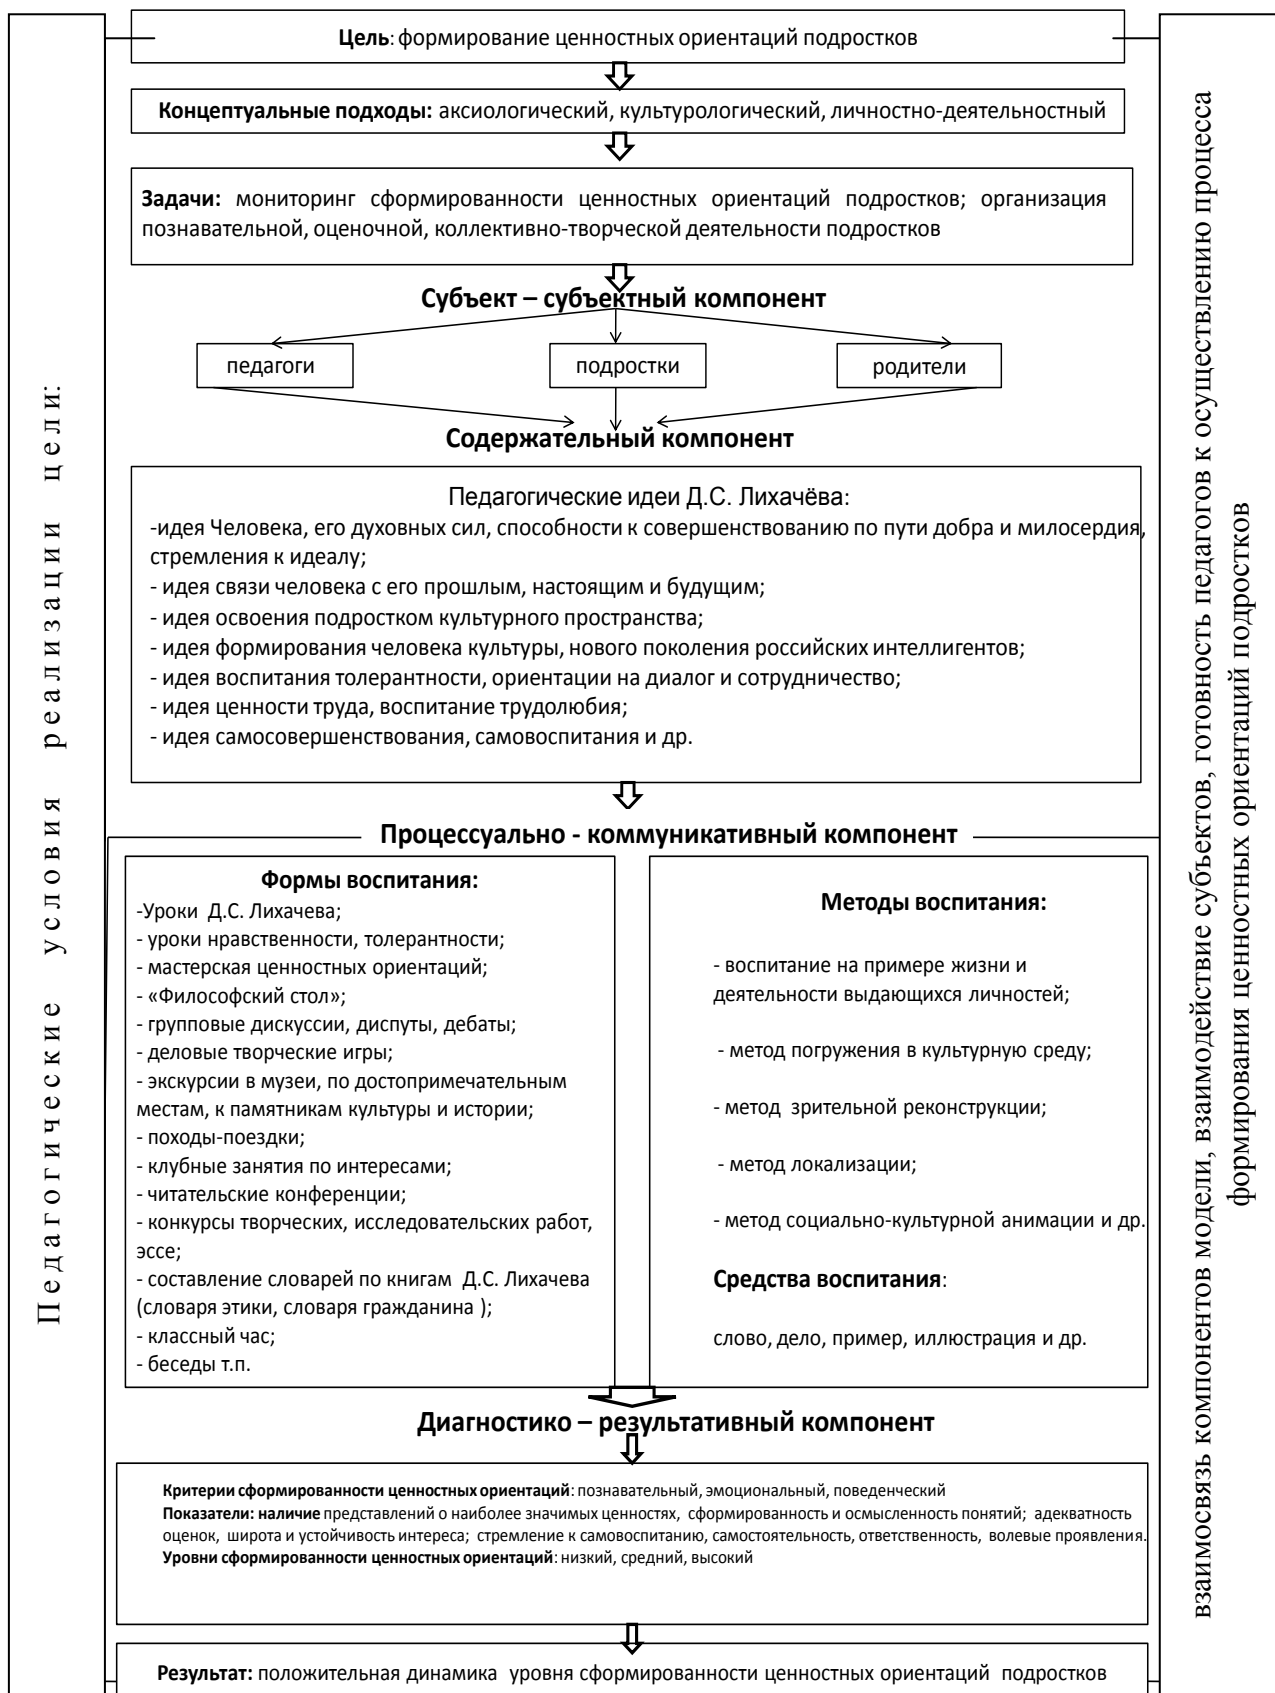 Педагогические условия реализации цели:
Цель: формирование ценностных ориентаций подростков
Концептуальные подходы: аксиологический, культурологический, личностно-деятельностный
Задачи: мониторинг сформированности ценностных ориентаций подростков; организация
познавательной, оценочной, коллективно-творческой деятельности подростков
Субъект – субъектный компонент
педагоги
подростки
родители
Содержательный компонент
Педагогические идеи Д.С. Лихачёва:
-идея Человека, его духовных сил, способности к совершенствованию по пути добра и милосердия,
стремления к идеалу;
- идея связи человека с его прошлым, настоящим и будущим;
- идея освоения подростком культурного пространства;
- идея формирования человека культуры, нового поколения российских интеллигентов;
- идея воспитания толерантности, ориентации на диалог и сотрудничество;
- идея ценности труда, воспитание трудолюбия;
- идея самосовершенствования, самовоспитания и др.
Процессуально - коммуникативный компонент
Формы воспитания:
-Уроки Д.С. Лихачева;
- уроки нравственности, толерантности;
- мастерская ценностных ориентаций;
- «Философский стол»;
- групповые дискуссии, диспуты, дебаты;
- деловые творческие игры;
- экскурсии в музеи, по достопримечательным
местам, к памятникам культуры и истории;
- походы-поездки;
- клубные занятия по интересами;
- читательские конференции;
- конкурсы творческих, исследовательских работ,
эссе;
- составление словарей по книгам Д.С. Лихачева
(словаря этики, словаря гражданина );
- классный час;
- беседы т.п.
Методы воспитания:
- воспитание на примере жизни и
деятельности выдающихся личностей;
- метод погружения в культурную среду;
- метод зрительной реконструкции;
- метод локализации;
- метод социально-культурной анимации и др.
Средства воспитания:
слово, дело, пример, иллюстрация и др.
Диагностико – результативный компонент
Критерии сформированности ценностных ориентаций: познавательный, эмоциональный, поведенческий
Показатели: наличие представлений о наиболее значимых ценностях, сформированность и осмысленность понятий; адекватность
оценок, широта и устойчивость интереса; стремление к самовоспитанию, самостоятельность, ответственность, волевые проявления.
Уровни сформированности ценностных ориентаций: низкий, средний, высокий
Результат: положительная динамика уровня сформированности ценностных ориентаций подростков
взаимосвязь компонентов модели, взаимодействие субъектов, готовность педагогов к осуществлению процесса
формирования ценностных ориентаций подростков